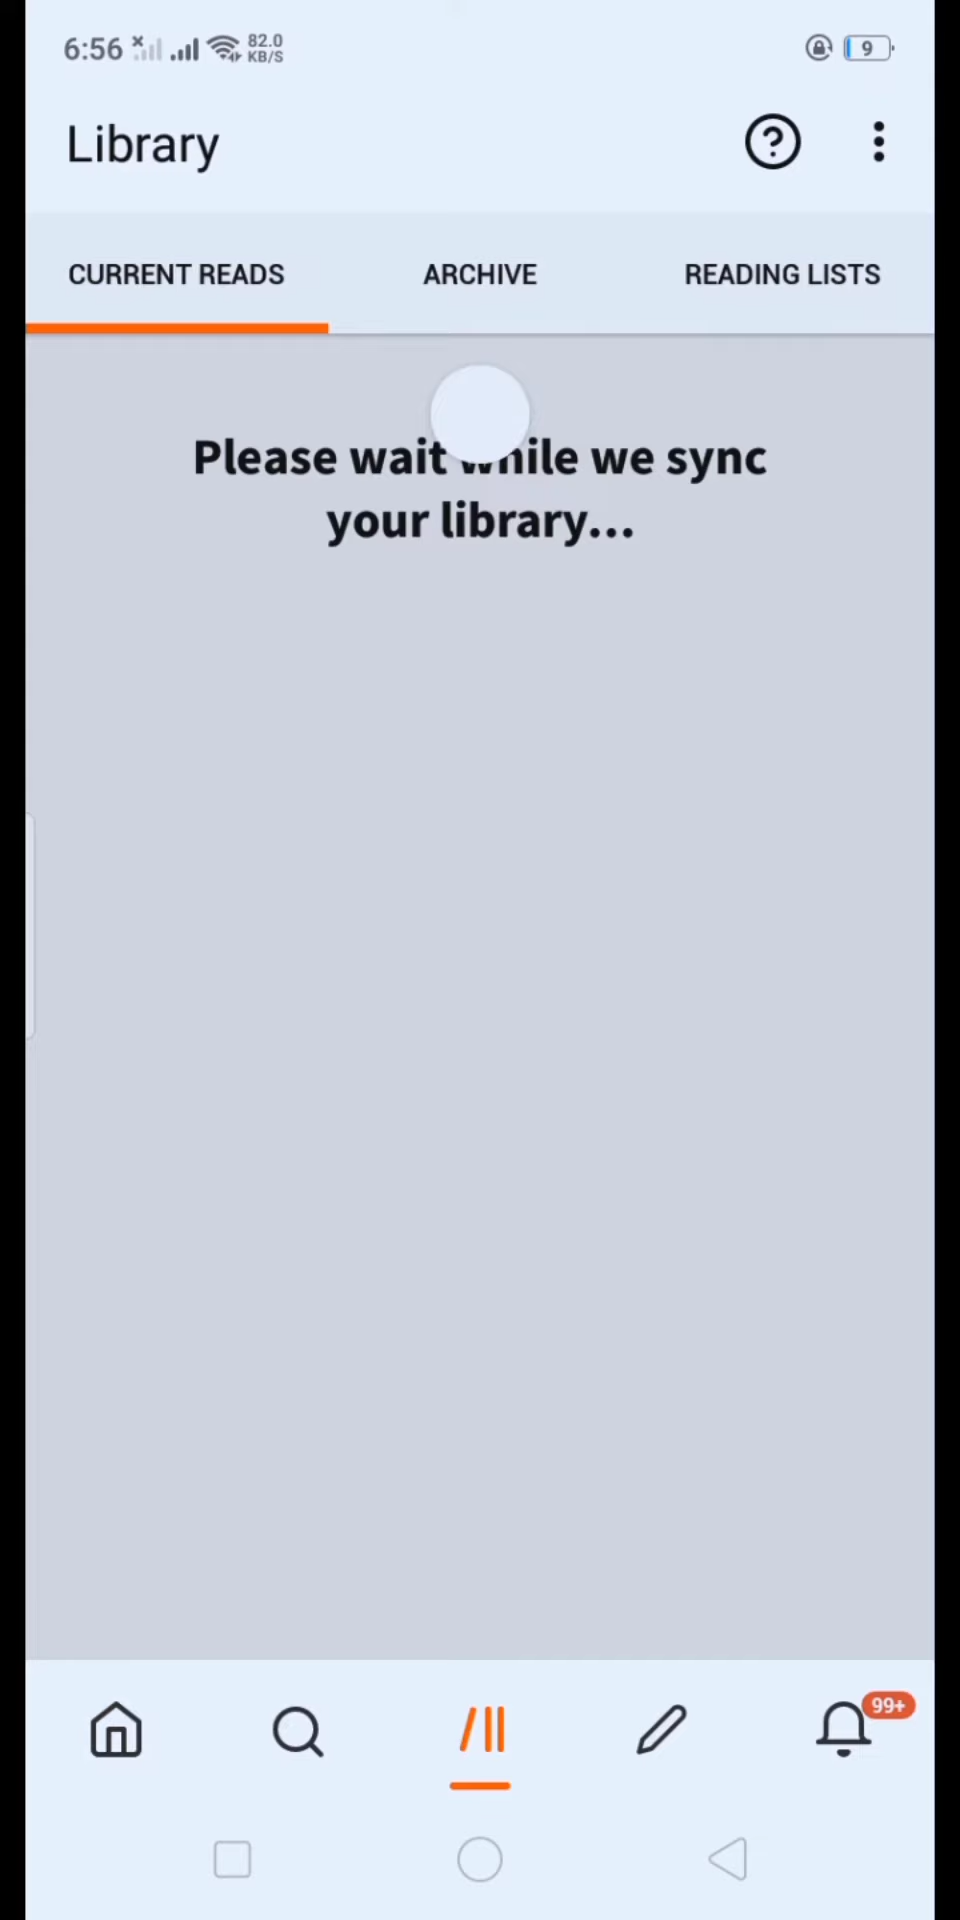 6:56 82.0 KB/S 9
Library
CURRENT READS ARCHIVE READING LISTS
Please wait while we sync
your library...
99+